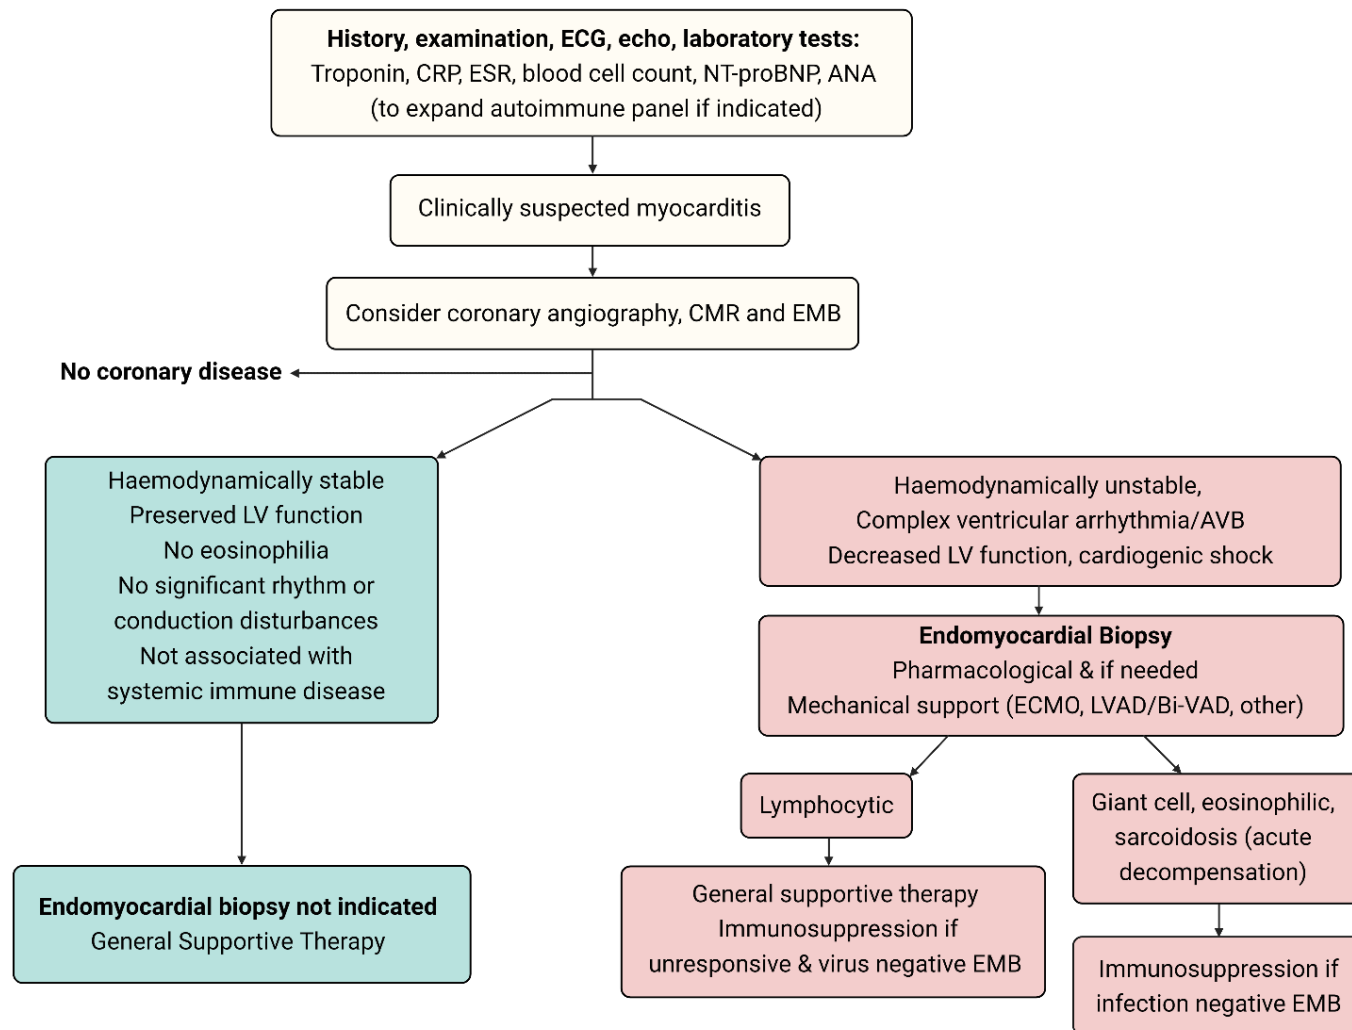 History, examination, ECG, echo, laboratory tests:
Troponin, CRP, ESR, blood cell count, NT-proBNP, ANA
(to expand autoimmune panel if indicated)
Clinically suspected myocarditis
Consider coronary angiography, CMR and EMB
No coronary disease
Haemodynamically stable
Preserved LV function
No eosinophilia
No significant rhythm or
conduction disturbances
Not associated with
systemic immune disease
Endomyocardial biopsy not indicated
General Supportive Therapy
Haemodynamically unstable,
Complex ventricular arrhythmia/AVB
Decreased LV function, cardiogenic shock
Endomyocardial Biopsy
Pharmacological & if needed
Mechanical support (ECMO, LVAD/Bi-VAD, other)
Lymphocytic
General supportive therapy
Immunosuppression if
unresponsive & virus negative EMB
Giant cell, eosinophilic,
sarcoidosis (acute
decompensation)
Immunosuppression if
infection negative EMB